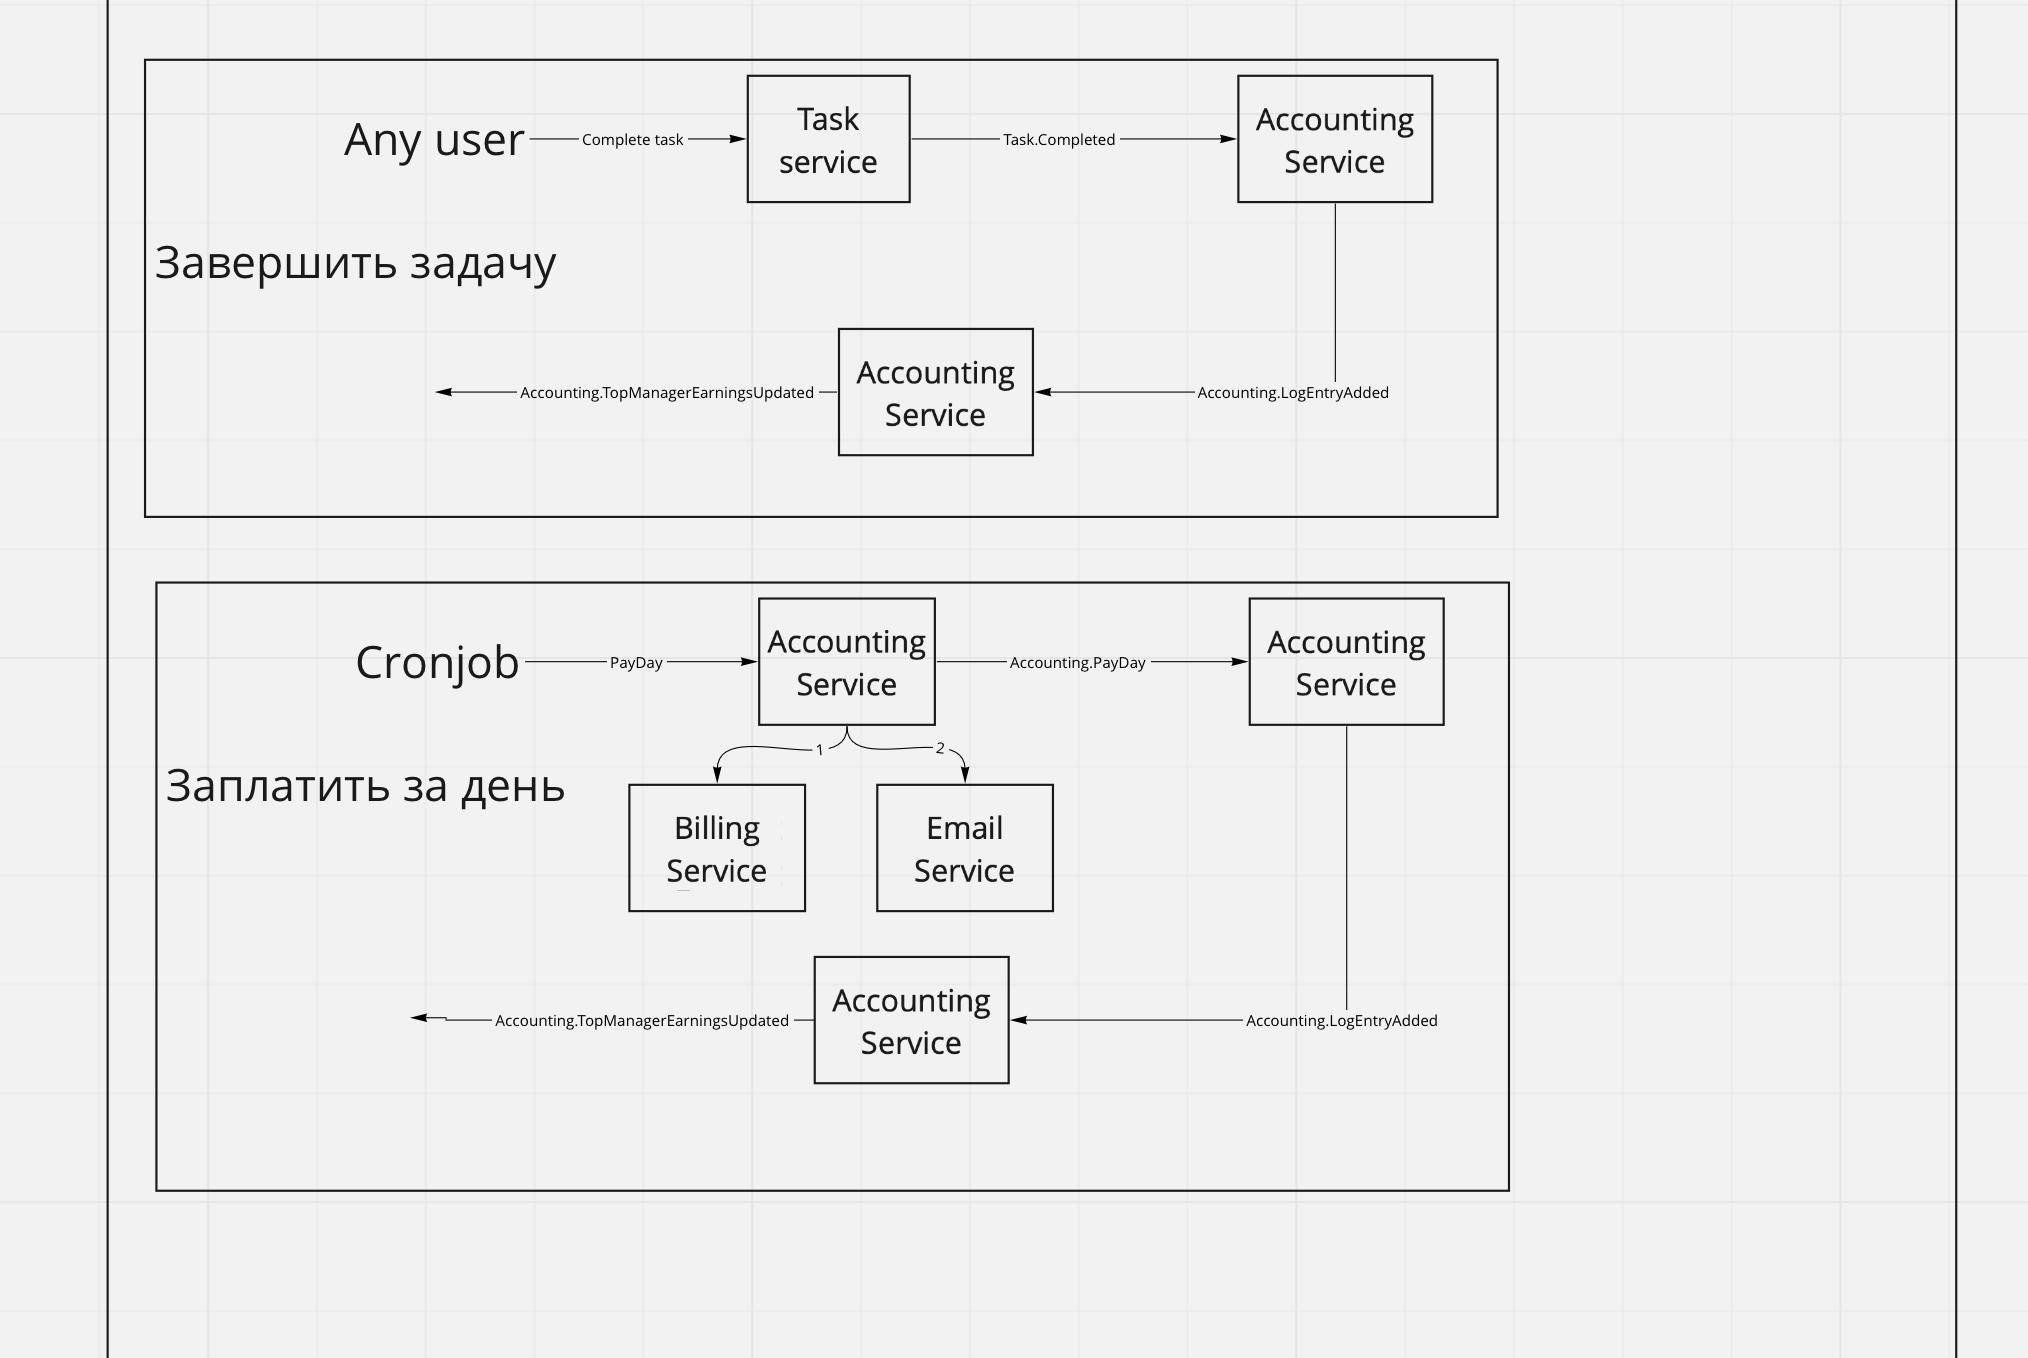 Any user
Complete task
Task
service
Task.Completed
Accounting
Service
Завершить задачу
Accounting.TopManagerEarningsUpdated
Accounting
Service
Accounting.LogEntryAdded
Cronjob
PayDay
Accounting
Service
Accounting.PayDay
Accounting
Service
1
2
Заплатить за день
Billing
Service
Email
Service
Accounting.TopManagerEarningsUpdated
Accounting
Service
Accounting.LogEntryAdded